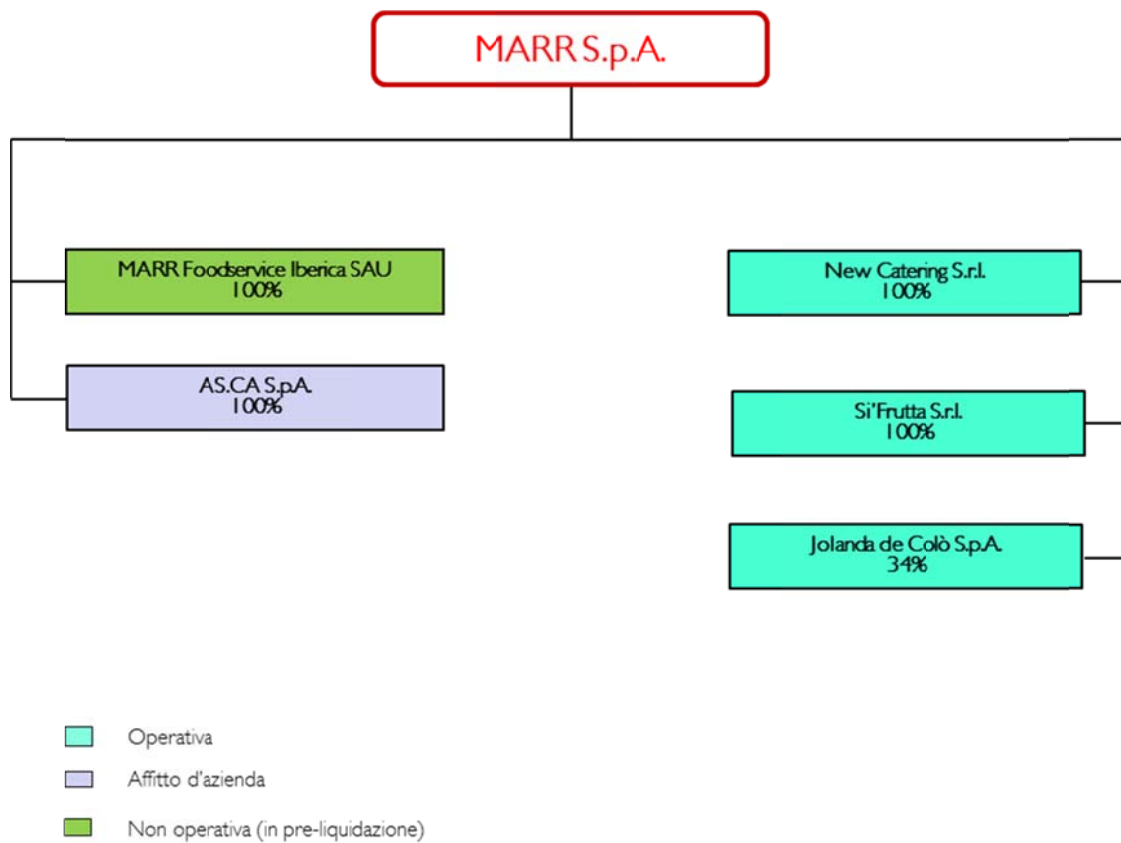 MARR S.p.A.
MARR Foodservice Iberica SAU
100%
New Catering S.r.l.
100%
AS.CA S.p.A.
100%
Si'Frutta S.r.l.
100%
Jolanda de Colò S.p.A.
34%
Operativa
Affitto d'azienda
Non operativa (in pre-liquidazione)